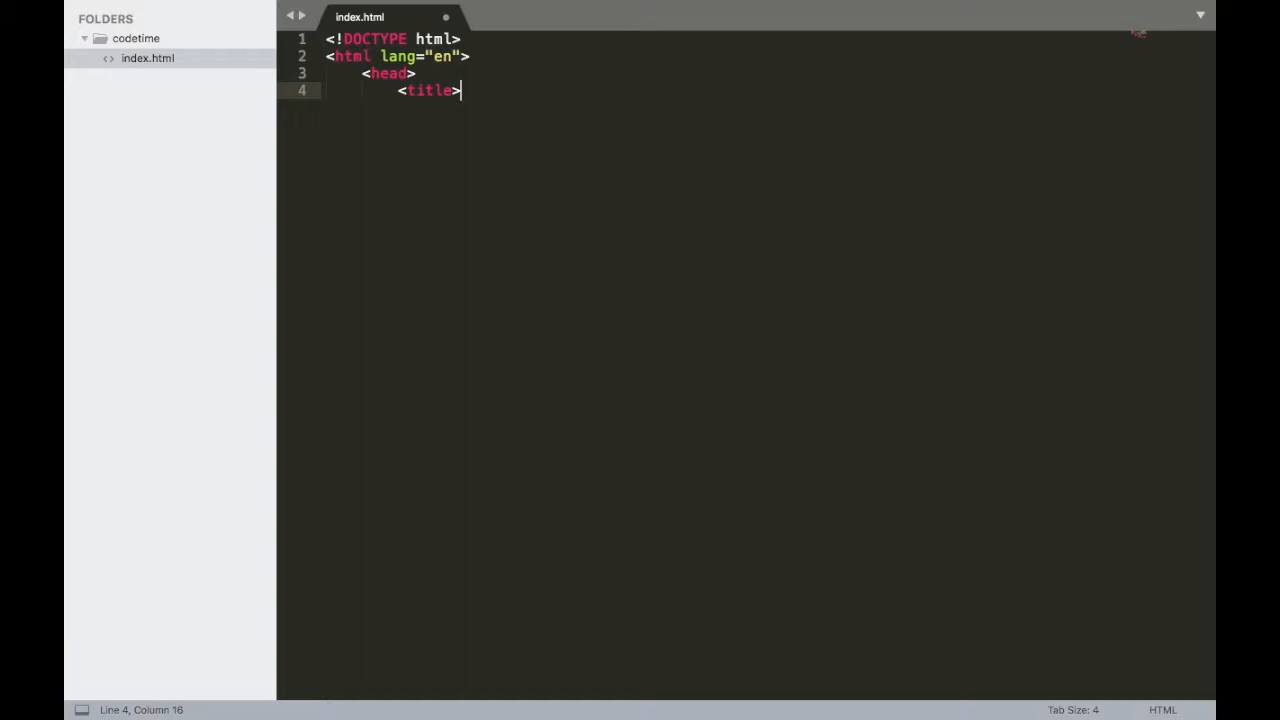 FOLDERS
codetime
<> index.html
index.html
1 <!DOCTYPE html>
2 <html lang="en">
3 <head>
4 <title>
Line 4, Column 16
Tab Size: 4
HTML